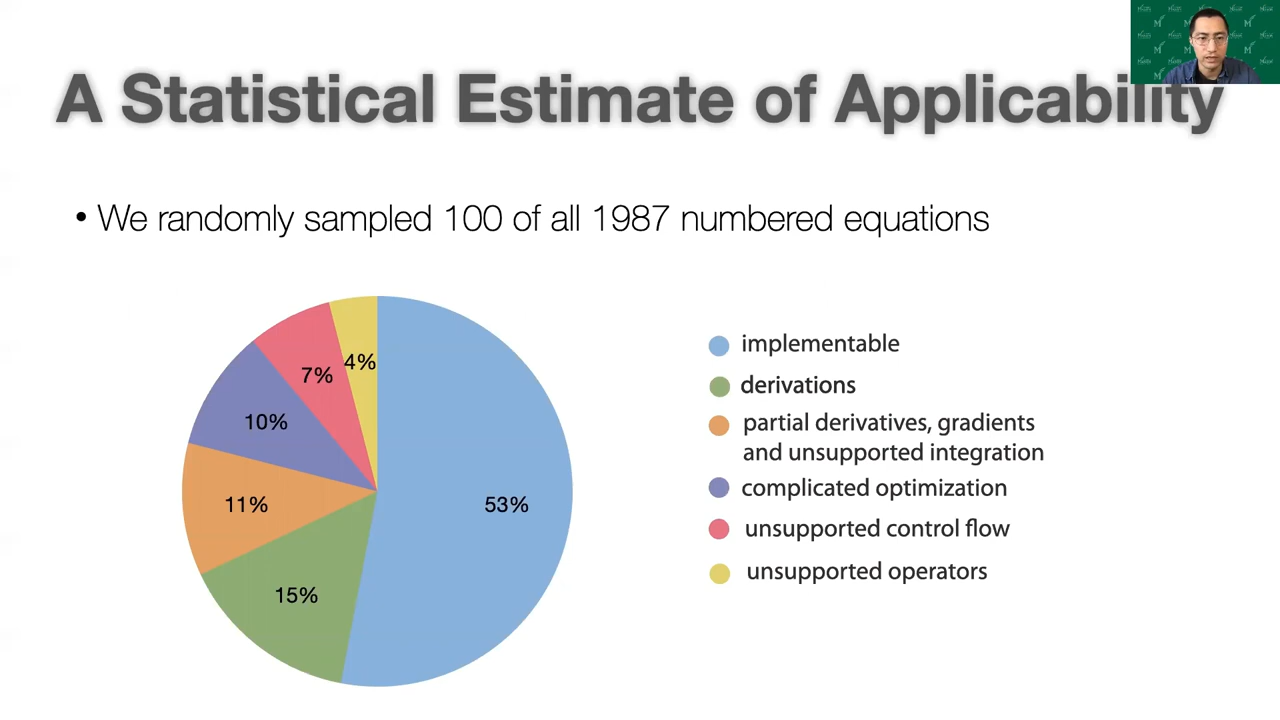 A Statistical Estimate of Applicability
• We randomly sampled 100 of all 1987 numbered equations
4%
7%
10%
11%
53%
15%
implementable
derivations
partial derivatives, gradients
and unsupported integration
complicated optimization
unsupported control flow
unsupported operators